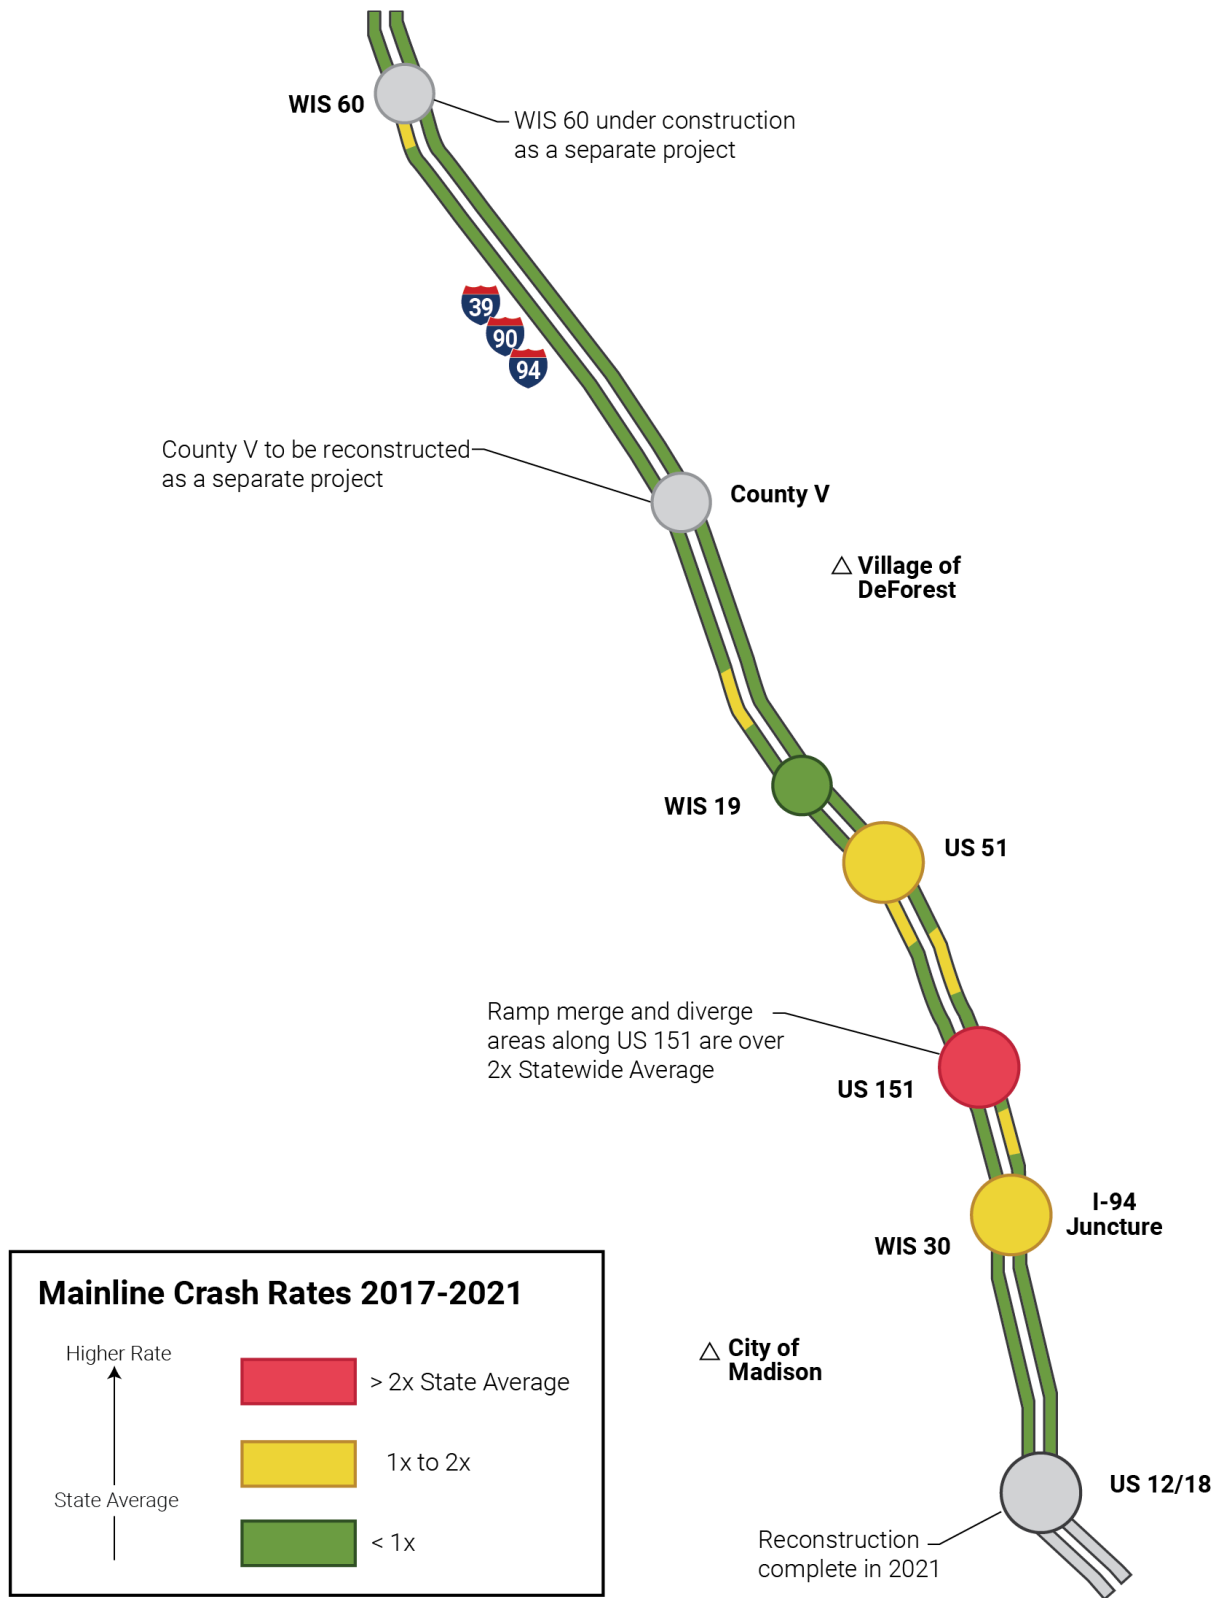 WIS 60
WIS 60 under construction
as a separate project
39
90
94
County V to be reconstructed
as a separate project
County V
Village of
DeForest
WIS 19
US 51
Ramp merge and diverge
areas along US 151 are over
2x Statewide Average
US 151
I-94
Juncture
WIS 30
Mainline Crash Rates 2017-2021
Higher Rate
> 2x State Average
1x to 2x
State Average
< 1x
City of
Madison
US 12/18
Reconstruction
complete in 2021